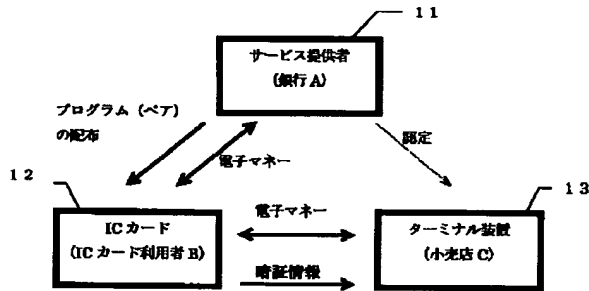 11
サービス提供者
(銀行A)
プログラム(ペア)
の配布
電子マネー
認定
12
13
ICカード
(ICカード利用者B)
電子マネー
暗証情報
ターミナル装置
(小売店C)